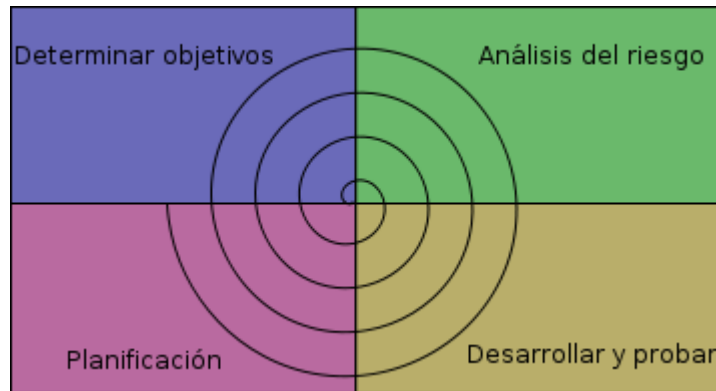 Determinar objetivos
Análisis del riesgo
Planificación
Desarrollar y probar